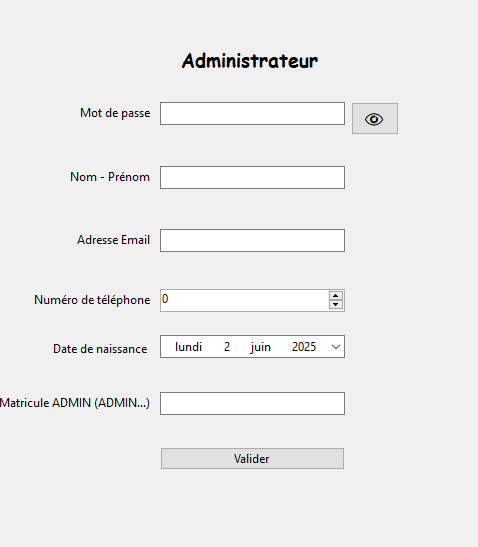 Administrateur
Mot de passe
Nom - Prénom
Adresse Email
Numéro de téléphone 0
Date de naissance lundi 2 juin 2025
Matricule ADMIN (ADMIN...)
Valider